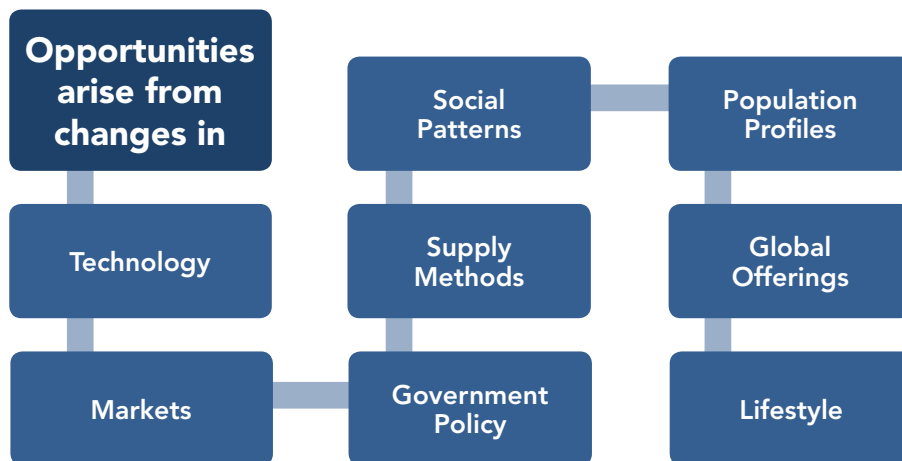 Opportunities
arise from
changes in
Technology
Markets
Government
Policy
Supply
Methods
Social
Patterns
Population
Profiles
Global
Offerings
Lifestyle